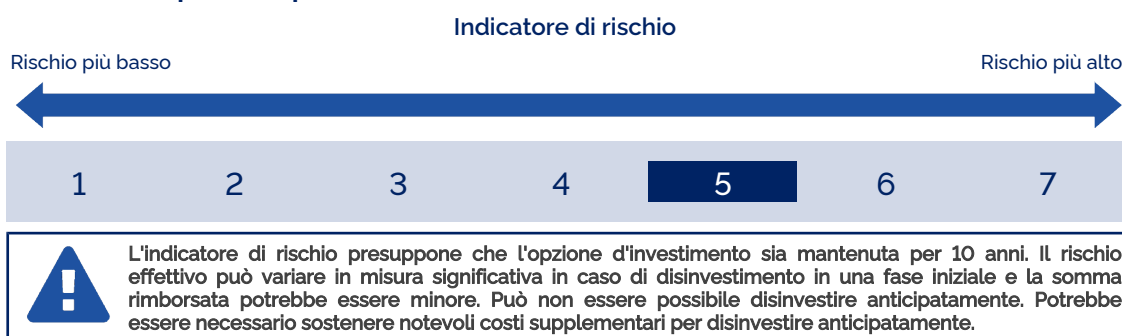 Indicatore di rischio
Rischio più basso
Rischio più alto
1 2 3 4 5 6 7
L'indicatore di rischio presuppone che l'opzione d'investimento sia mantenuta per 10 anni. Il rischio
effettivo può variare in misura significativa in caso di disinvestimento in una fase iniziale e la somma
rimborsata potrebbe essere minore. Può non essere possibile disinvestire anticipatamente. Potrebbe
essere necessario sostenere notevoli costi supplementari per disinvestire anticipatamente.